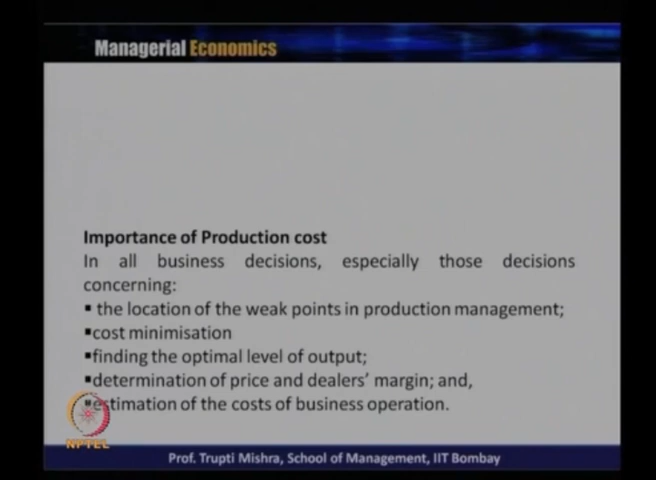 Managerial Economics
Importance of Production cost
In all business decisions, especially those decisions
concerning:
▪ the location of the weak points in production management;
▪cost minimisation
▪finding the optimal level of output;
▪determination of price and dealers' margin; and,
▪estimation of the costs of business operation.
NPTEL
Prof. Trupti Mishra, School of Management, IIT Bombay